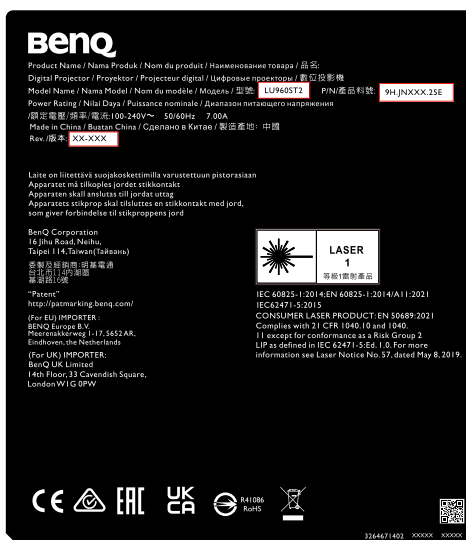 BenQ
Product Name / Nama Produk / Nom du produit / Наименование товара / 品名:
Digital Projector / Proyektor / Projecteur digital / Цифровые проекторы / 數位投影機
Model Name / Nama Model / Nom du modèle / Модель / 型號: LU960ST2 P/N/產品料號: 9H.JNXXX.25E
Power Rating / Nilai Daya / Puissance nominale / Диапазон питающего напряжения
/額定電壓/頻率/電流:100-240V～ 50/60Hz 7.00A
Made in China / Buatan China / Сделано в Китае / 製造產地: 中國
Rev./版本: XX-XXX
Laite on liitettävä suojakoskettimilla varustettuun pistorasiaan
Apparatet må tilkoples jordet stikkontakt
Apparaten skall anslutas till jordat uttag
Apparatets stikprop skal tilsluttes en stikkontakt med jord,
som giver forbindelse til stikproppens jord
BenQ Corporation
16 Jihu Road, Neihu,
Taipei 114,Taiwan(Тайвань)
委製及經銷商:明基電通
台北市114內湖區
基湖路16號
"Patent"
http://patmarking.benq.com/
(For EU) IMPORTER :
BENQ Europe B.V.
Meerenakkerweg 1-17, 5652 AR,
Eindhoven, the Netherlands
(For UK) IMPORTER:
BenQ UK Limited
14th Floor, 33 Cavendish Square,
London W1G 0PW
LASER
1
等級1雷射產品
IEC 60825-1:2014;EN 60825-1:2014/A11:2021
IEC62471-5:2015
CONSUMER LASER PRODUCT: EN 50689:2021
Complies with 21 CFR 1040.10 and 1040.
11 except for conformance as a Risk Group 2
LIP as defined in IEC 62471-5:Ed. 1.0. For more
information see Laser Notice No. 57, dated May 8, 2019.
CE EAC UK CA R41086 RoHS
3264671402 XXXXX XXXXX